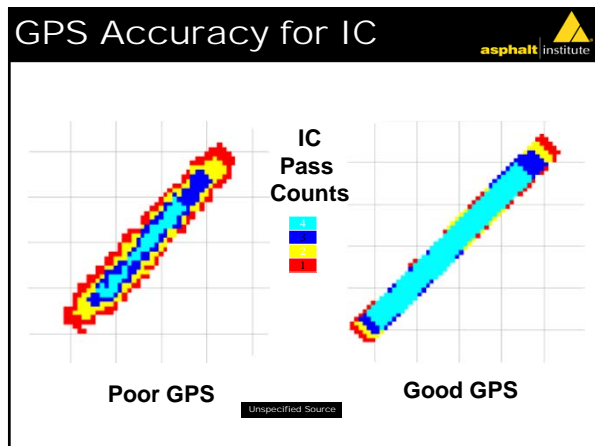 GPS Accuracy for IC
asphalt institute
IC
Pass
Counts
4
3
2
1
Poor GPS
Good GPS
Unspecified Source